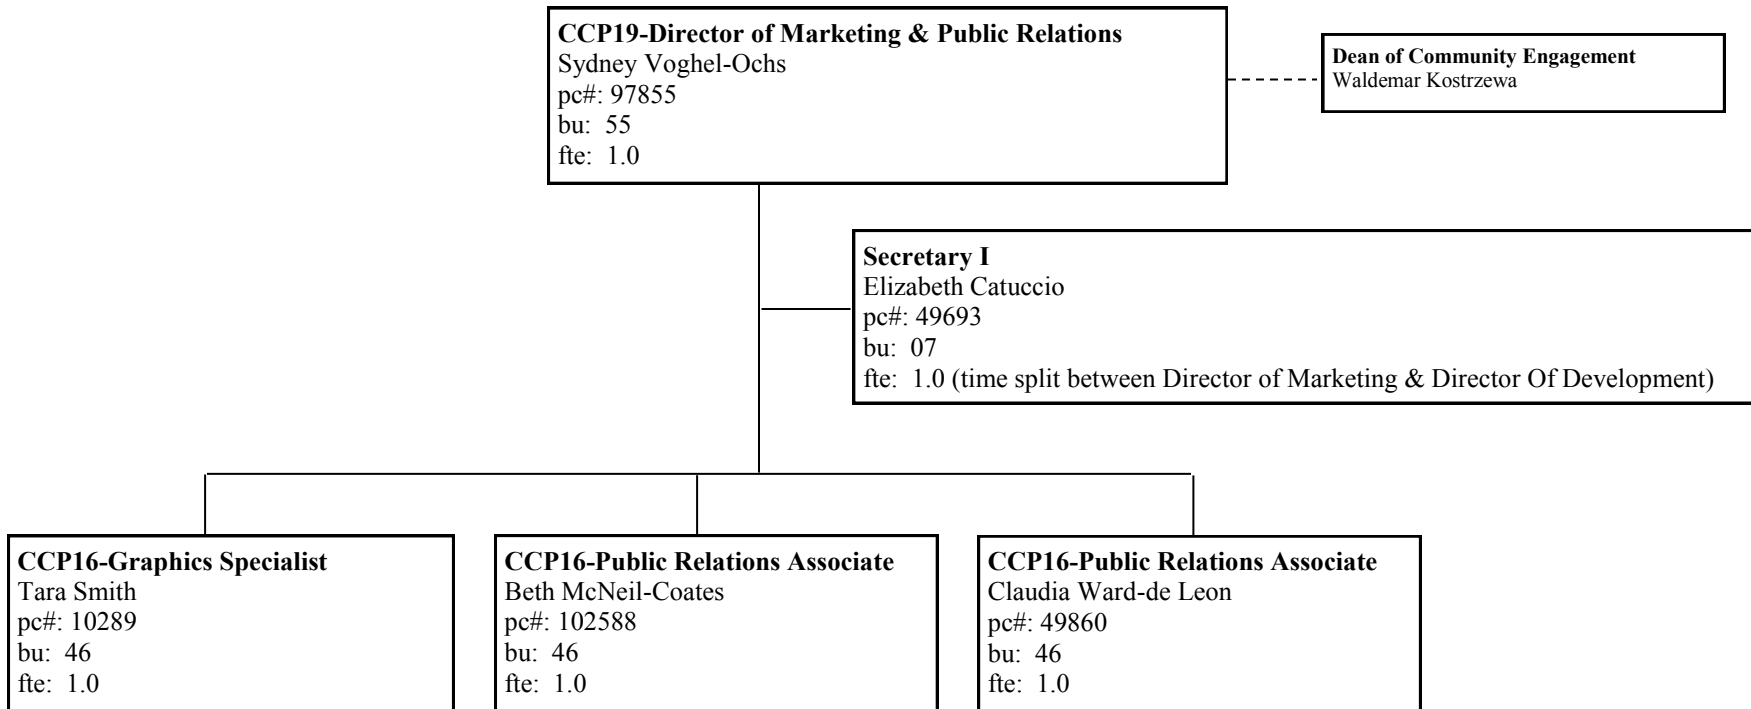 CCP19-Director of Marketing & Public Relations
Sydney Voghel-Ochs
pc#: 97855
bu:  55
fte:  1.0
Dean of Community Engagement
Waldemar Kostrzewa
Secretary I
Elizabeth Catuccio
pc#: 49693
bu:  07
fte:  1.0 (time split between Director of Marketing & Director Of Development)
CCP16-Graphics Specialist
Tara Smith
pc#: 10289
bu:  46
fte:  1.0
CCP16-Public Relations Associate
Beth McNeil-Coates
pc#: 102588
bu:  46
fte:  1.0
CCP16-Public Relations Associate
Claudia Ward-de Leon
pc#: 49860
bu:  46
fte:  1.0